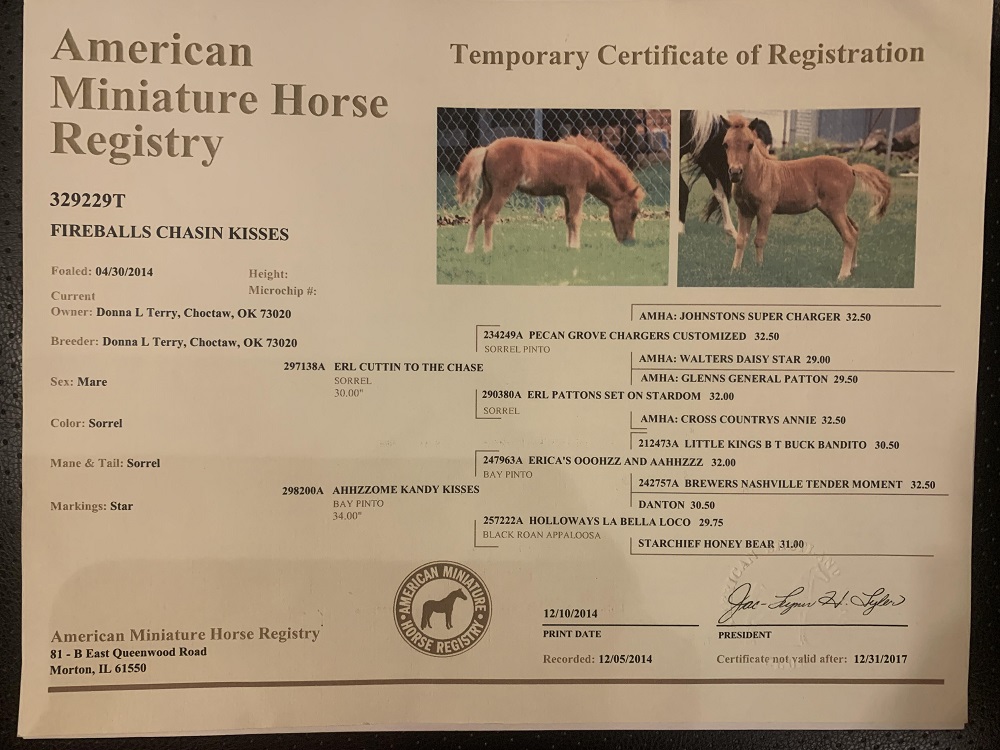 American
Miniature Horse
Registry
Temporary Certificate of Registration
329229T
FIREBALLS CHASIN KISSES
Foaled: 04/30/2014
Height:
Microchip #:
Current
Owner: Donna L Terry, Choctaw, OK 73020
Breeder: Donna L Terry, Choctaw, OK 73020
Sex: Mare
Color: Sorrel
Mane & Tail: Sorrel
Markings: Star
297138A ERL CUTTIN TO THE CHASE
SORREL
30.00"
298200A AHHZZOME KANDY KISSES
BAY PINTO
34.00"
234249A PECAN GROVE CHARGERS CUSTOMIZED 32.50
SORREL PINTO
290380A ERL PATTONS SET ON STARDOM 32.00
SORREL
247963A ERICA'S OOOHZZ AND AAHHZZZ 32.00
BAY PINTO
257222A HOLLOWAYS LA BELLA LOCO 29.75
BLACK ROAN APPALOOSA
AMHA: JOHNSTONS SUPER CHARGER 32.50
AMHA: WALTERS DAISY STAR 29.00
AMHA: GLENNS GENERAL PATTON 29.50
AMHA: CROSS COUNTRYS ANNIE 32.50
212473A LITTLE KINGS B T BUCK BANDITO 30.50
242757A BREWERS NASHVILLE TENDER MOMENT 32.50
DANTON 30.50
STARCHIEF HONEY BEAR 31.00
AMERICAN MINIATURE
HORSE REGISTRY
American Miniature Horse Registry
81 - B East Queenwood Road
Morton, IL 61550
12/10/2014
PRINT DATE
Recorded: 12/05/2014
PRESIDENT
Certificate not valid after: 12/31/2017